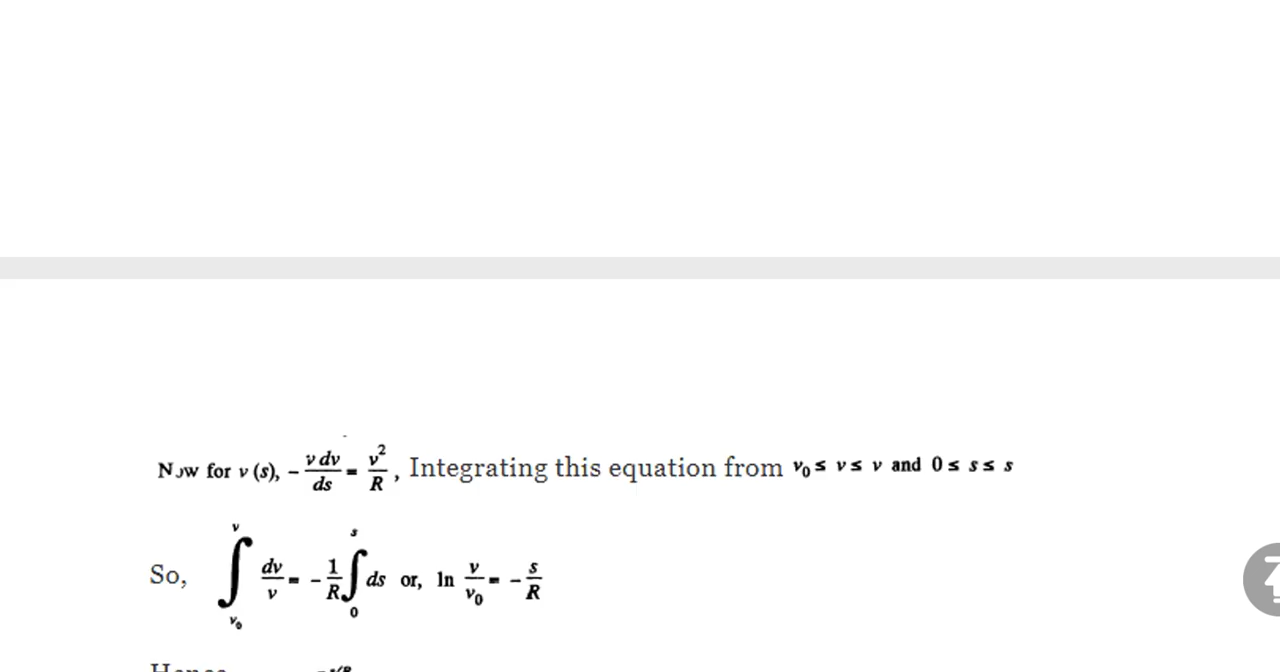 Now for v (s), − v dv/ds = v²/R , Integrating this equation from v₀ ≤ v ≤ v and 0 ≤ s ≤ s
So, ∫_{v₀}^{v} dv/v = − 1/R ∫_{0}^{s} ds or, ln v/v₀ = − s/R